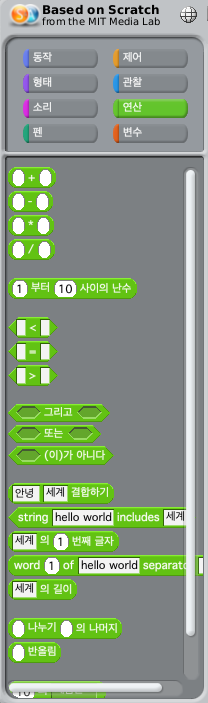 Based on Scratch
from the MIT Media Lab
동작 제어
형태 관찰
소리 연산
펜 변수
+
-
*
/
1 부터 10 사이의 난수
<
=
>
그리고
또는
(이)가 아니다
안녕 세계 결합하기
string hello world includes 세계
세계 의 1 번째 글자
word 1 of hello world separato
세계 의 길이
나누기 의 나머지
반올림
10